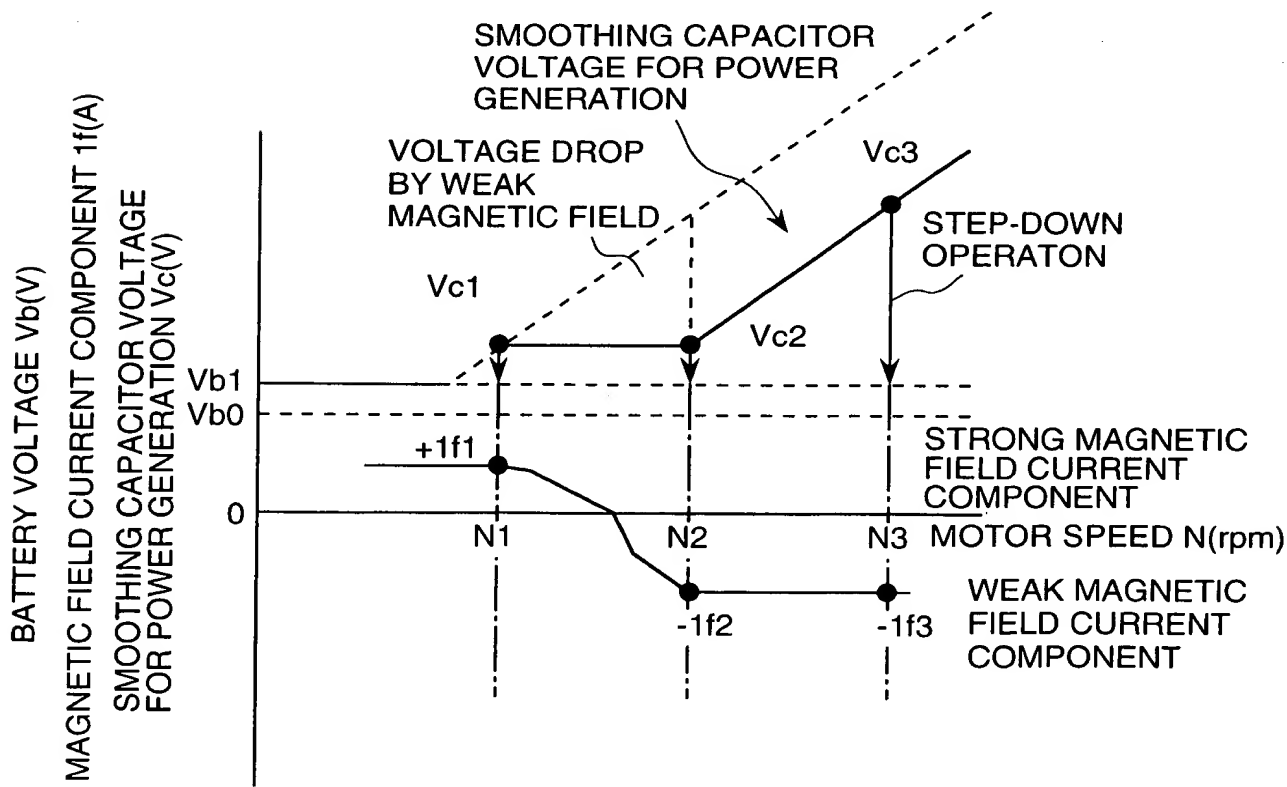 BATTERY VOLTAGE Vb(V)
MAGNETIC FIELD CURRENT COMPONENT 1f(A)
SMOOTHING CAPACITOR VOLTAGE
FOR POWER GENERATION Vc(V)
SMOOTHING CAPACITOR
VOLTAGE FOR POWER
GENERATION
VOLTAGE DROP
BY WEAK
MAGNETIC FIELD
Vc3
STEP-DOWN
OPERATON
Vc1
Vc2
Vb1
Vb0
+1f1
STRONG MAGNETIC
FIELD CURRENT
COMPONENT
0
N1
N2
N3
MOTOR SPEED N(rpm)
-1f2
-1f3
WEAK MAGNETIC
FIELD CURRENT
COMPONENT